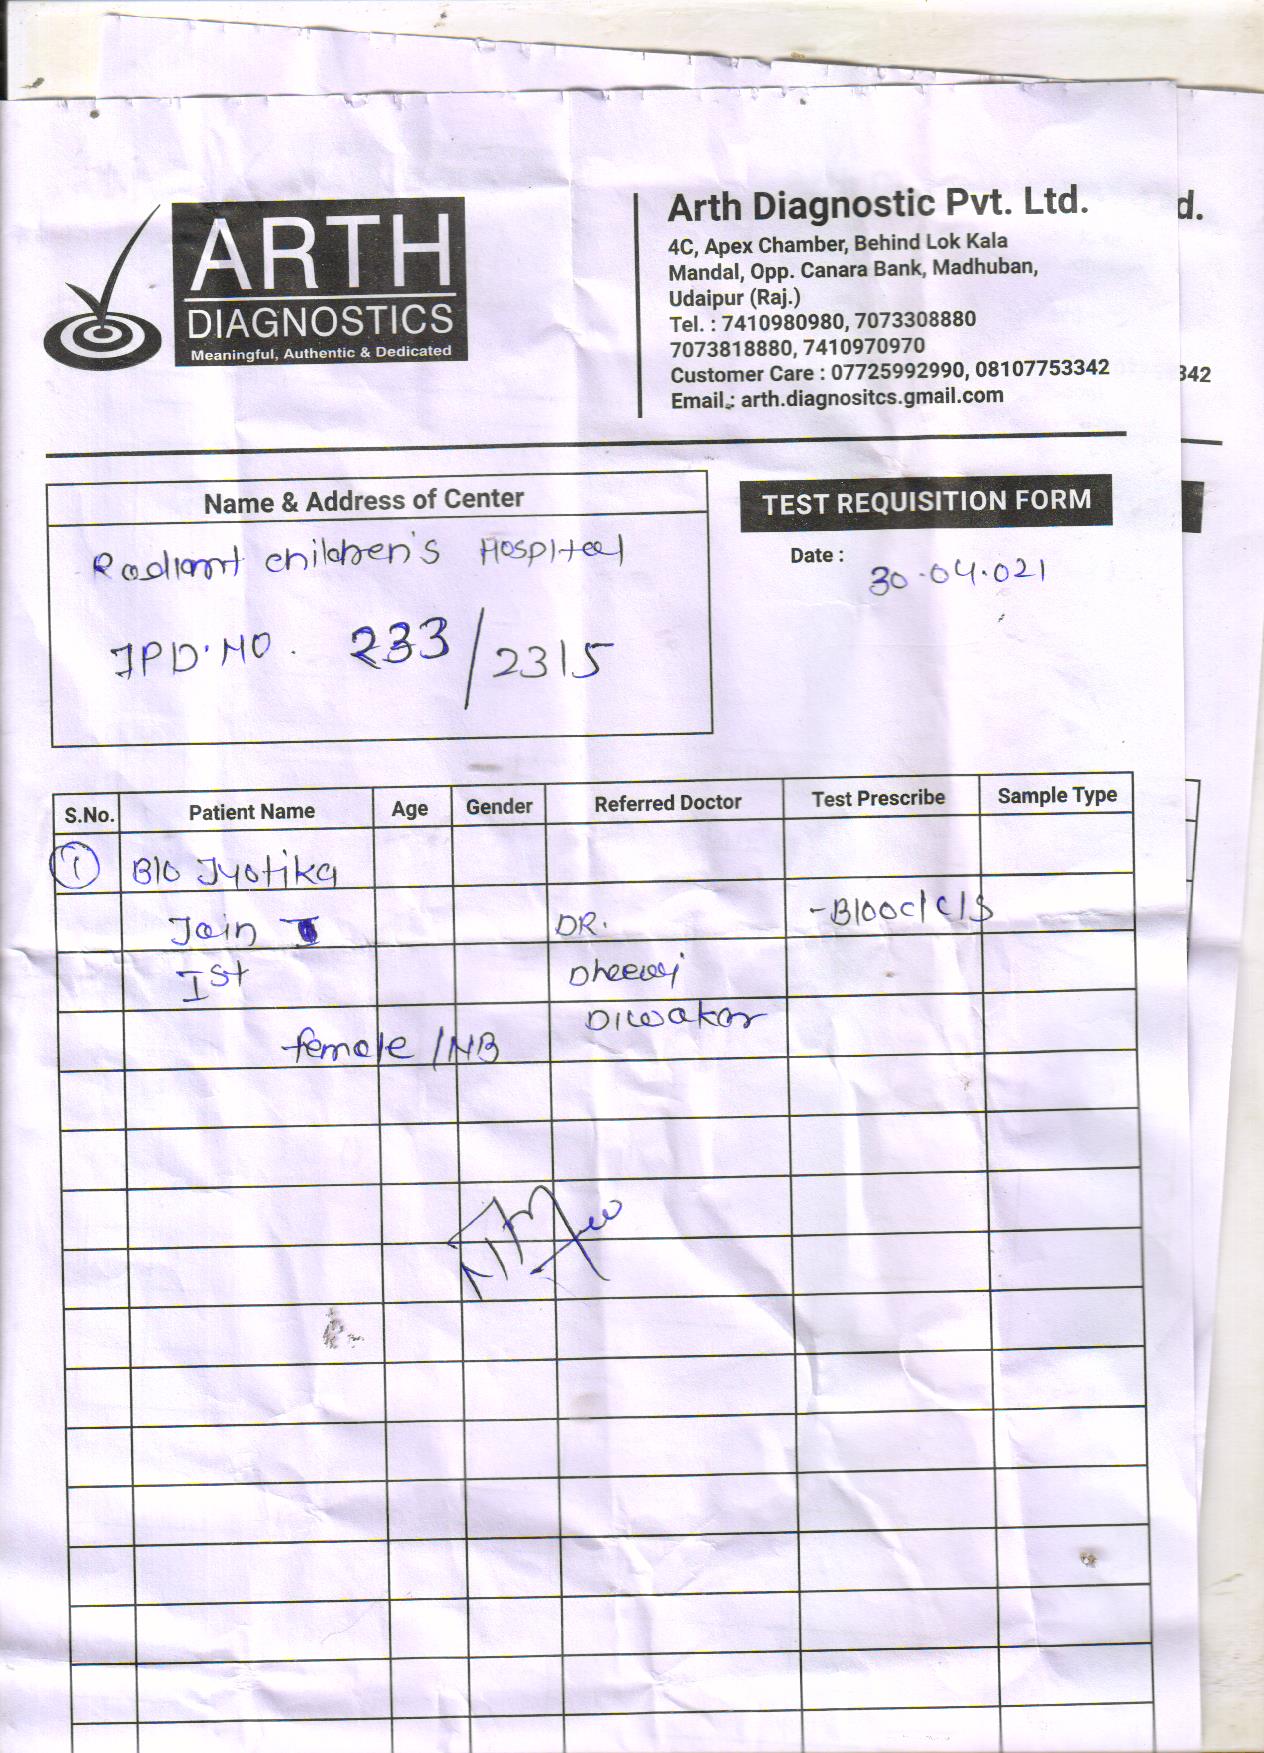 ARTH
DIAGNOSTICS
Meaningful, Authentic & Dedicated
Arth Diagnostic Pvt. Ltd.
4C, Apex Chamber, Behind Lok Kala
Mandal, Opp. Canara Bank, Madhuban,
Udaipur (Raj.)
Tel. : 7410980980, 7073308880
7073818880, 7410970970
Customer Care : 07725992990, 08107753342
Email.: arth.diagnositcs.gmail.com
d.
342
Name & Address of Center
Radiant children's Hospital
IPD.NO. 233/2315
TEST REQUISITION FORM
Date : 30.04.021
S.No. Patient Name Age Gender Referred Doctor Test Prescribe Sample Type
1 B/O Jyotika
Jain DR. -Blood/C/S
Ist Dheeraj
Diwakar
female/NB